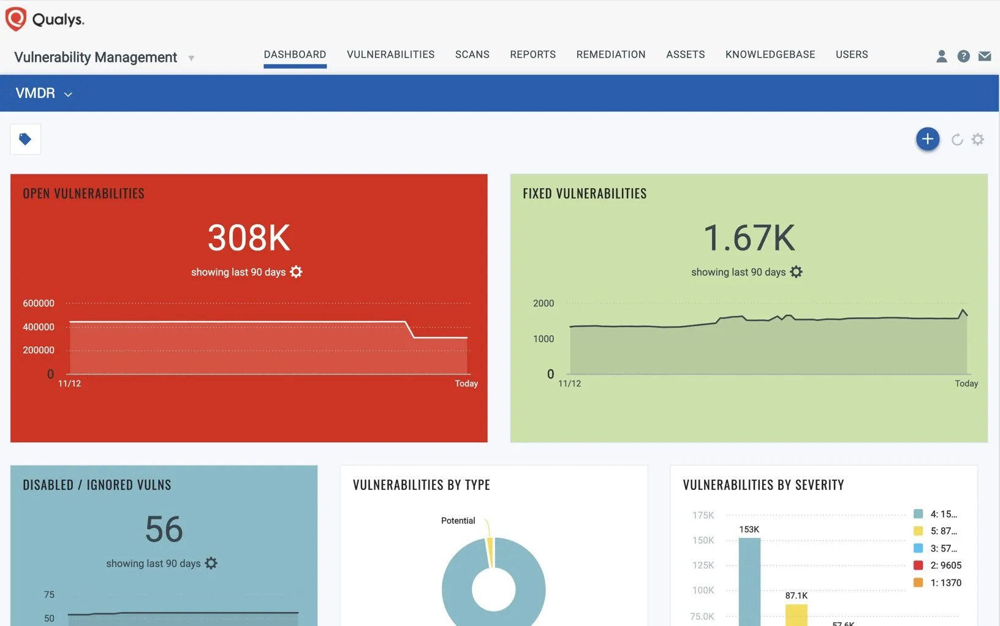 Qualys.
Vulnerability Management
DASHBOARD VULNERABILITIES SCANS REPORTS REMEDIATION ASSETS KNOWLEDGEBASE USERS
VMDR
OPEN VULNERABILITIES
308K
showing last 90 days
600000
400000
200000
0
11/12 Today
FIXED VULNERABILITIES
1.67K
showing last 90 days
2000
1000
0
11/12 Today
DISABLED / IGNORED VULNS
56
showing last 90 days
75
50
VULNERABILITIES BY TYPE
Potential
VULNERABILITIES BY SEVERITY
175K
150K
125K
100K
75.0K
153K
87.1K
57.6K
4: 15...
5: 87...
3: 57...
2: 9605
1: 1370